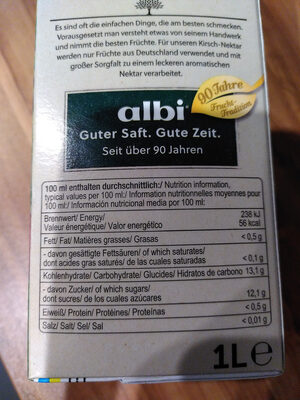 Es sind oft die einfachen Dinge, die am besten schmecken.
Vorausgesetzt man versteht etwas von seinem Handwerk
und nimmt die besten Früchte. Für unseren Kirsch-Nektar
werden nur Früchte aus Deutschland verwendet und mit
großer Sorgfalt zu einem leckeren aromatischen
Nektar verarbeitet.
albi
90 Jahre
Frucht-
Tradition
Guter Saft. Gute Zeit.
Seit über 90 Jahren
100 ml enthalten durchschnittlich:/ Nutrition information,
typical values per 100 ml:/ Information nutritionnelles moyennes pour
100 ml:/ Información nutricional media por 100 ml:
Brennwert/ Energy/ 238 kJ
Valeur énergétique/ Valor energético 56 kcal
Fett/ Fat/ Matières grasses/ Grasas < 0,5 g
- davon gesättigte Fettsäuren/ of which saturates/
dont acides gras saturés/ de las cuales saturadas < 0,1 g
Kohlenhydrate/ Carbohydrate/ Glucides/ Hidratos de carbono 13,1 g
- davon Zucker/ of which sugars/
dont sucres/ de los cuales azúcares 12,1 g
Eiweiß/ Protein/ Protéines/ Proteínas < 0,5 g
Salz/ Salt/ Sel/ Sal < 0,01 g
1L e